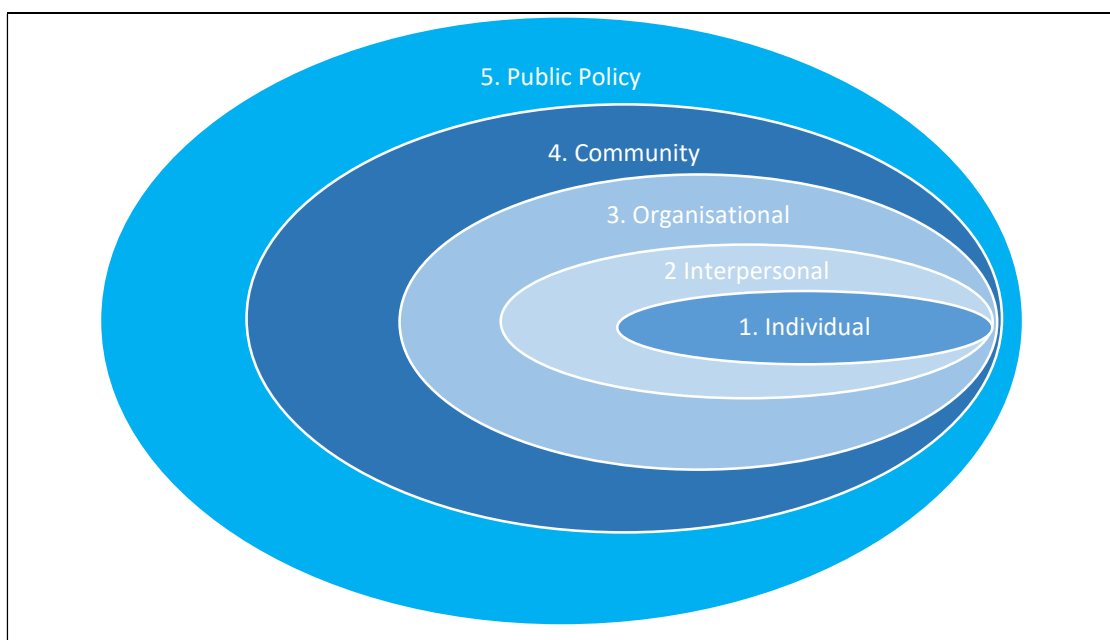 5. Public Policy
4. Community
3. Organisational
2 Interpersonal
1. Individual